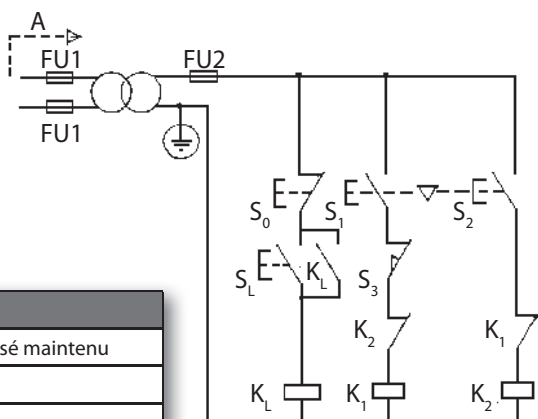 A
FU1
FU2
FU1
S0
S1
S2
SL
KL
S3
K2
K1
KL
K1
K2
sé maintenu